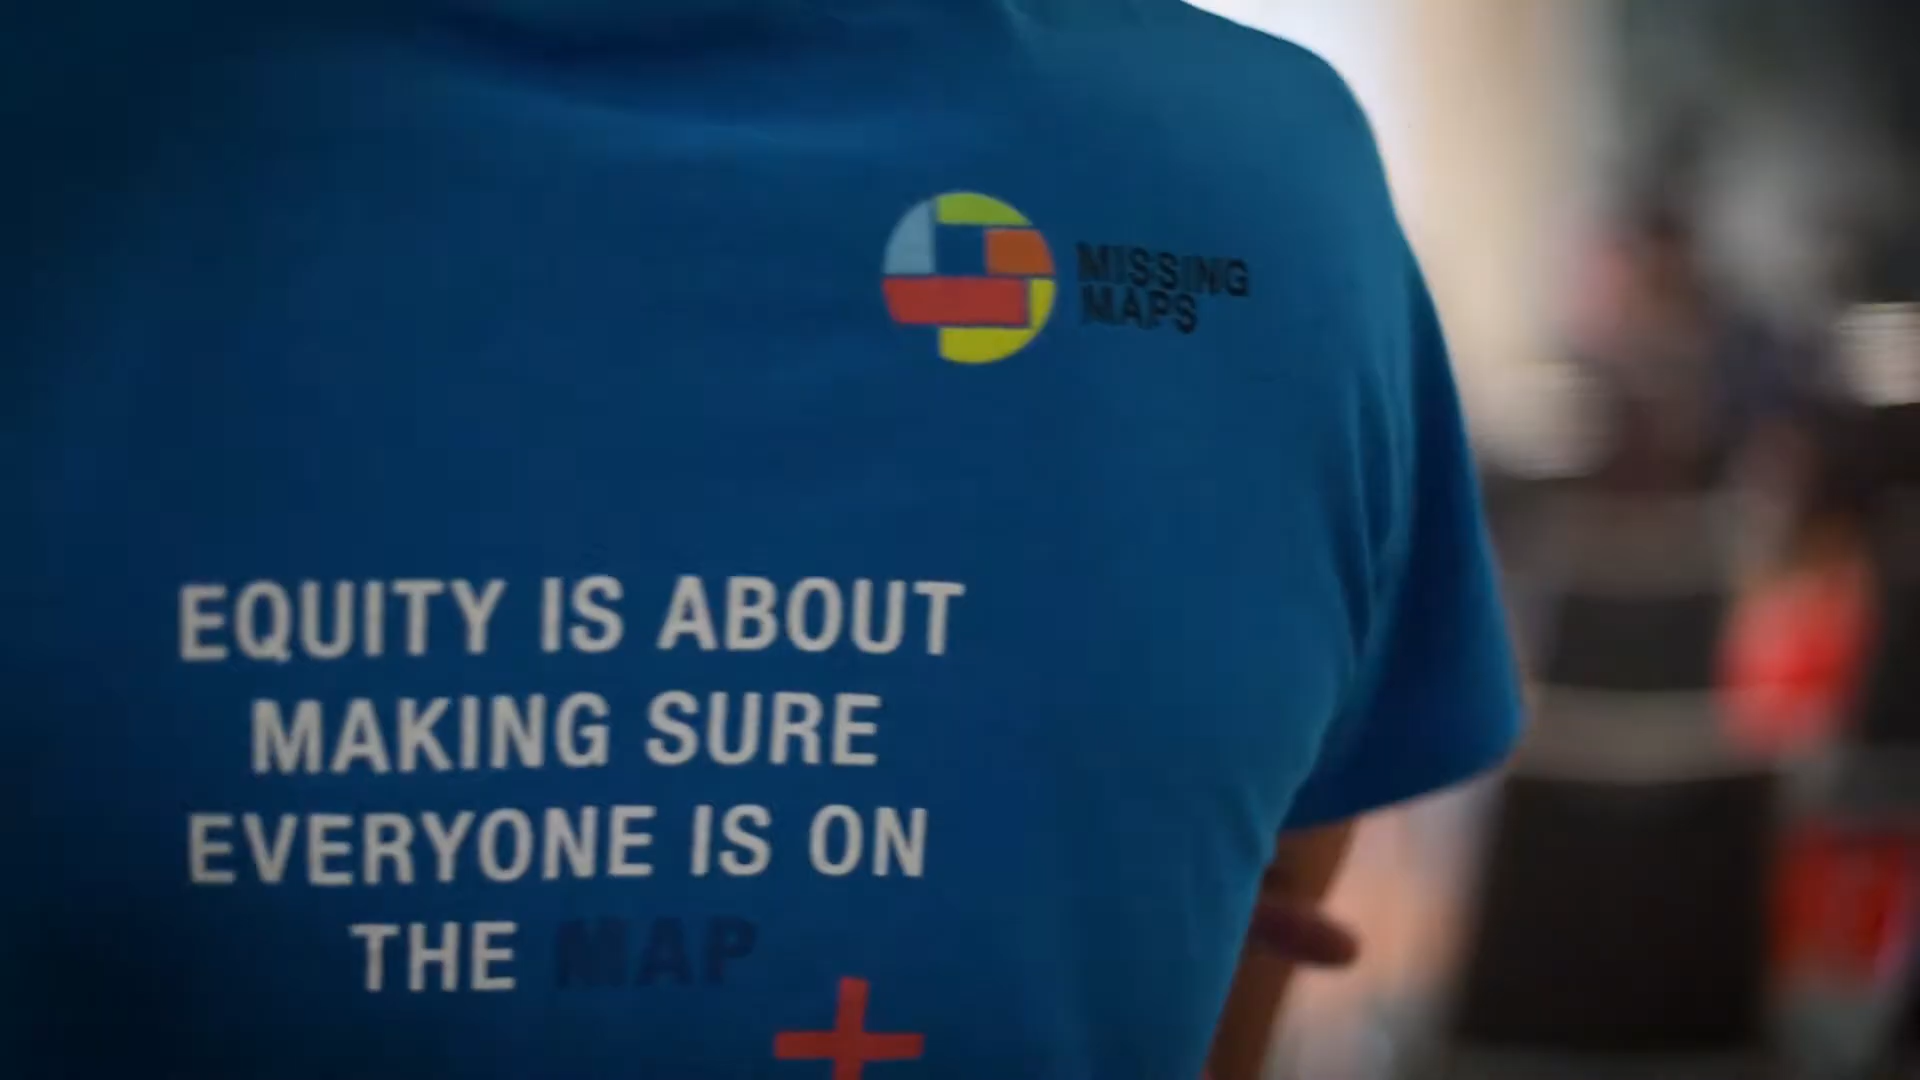 MISSING
MAPS
EQUITY IS ABOUT
MAKING SURE
EVERYONE IS ON
THE MAP